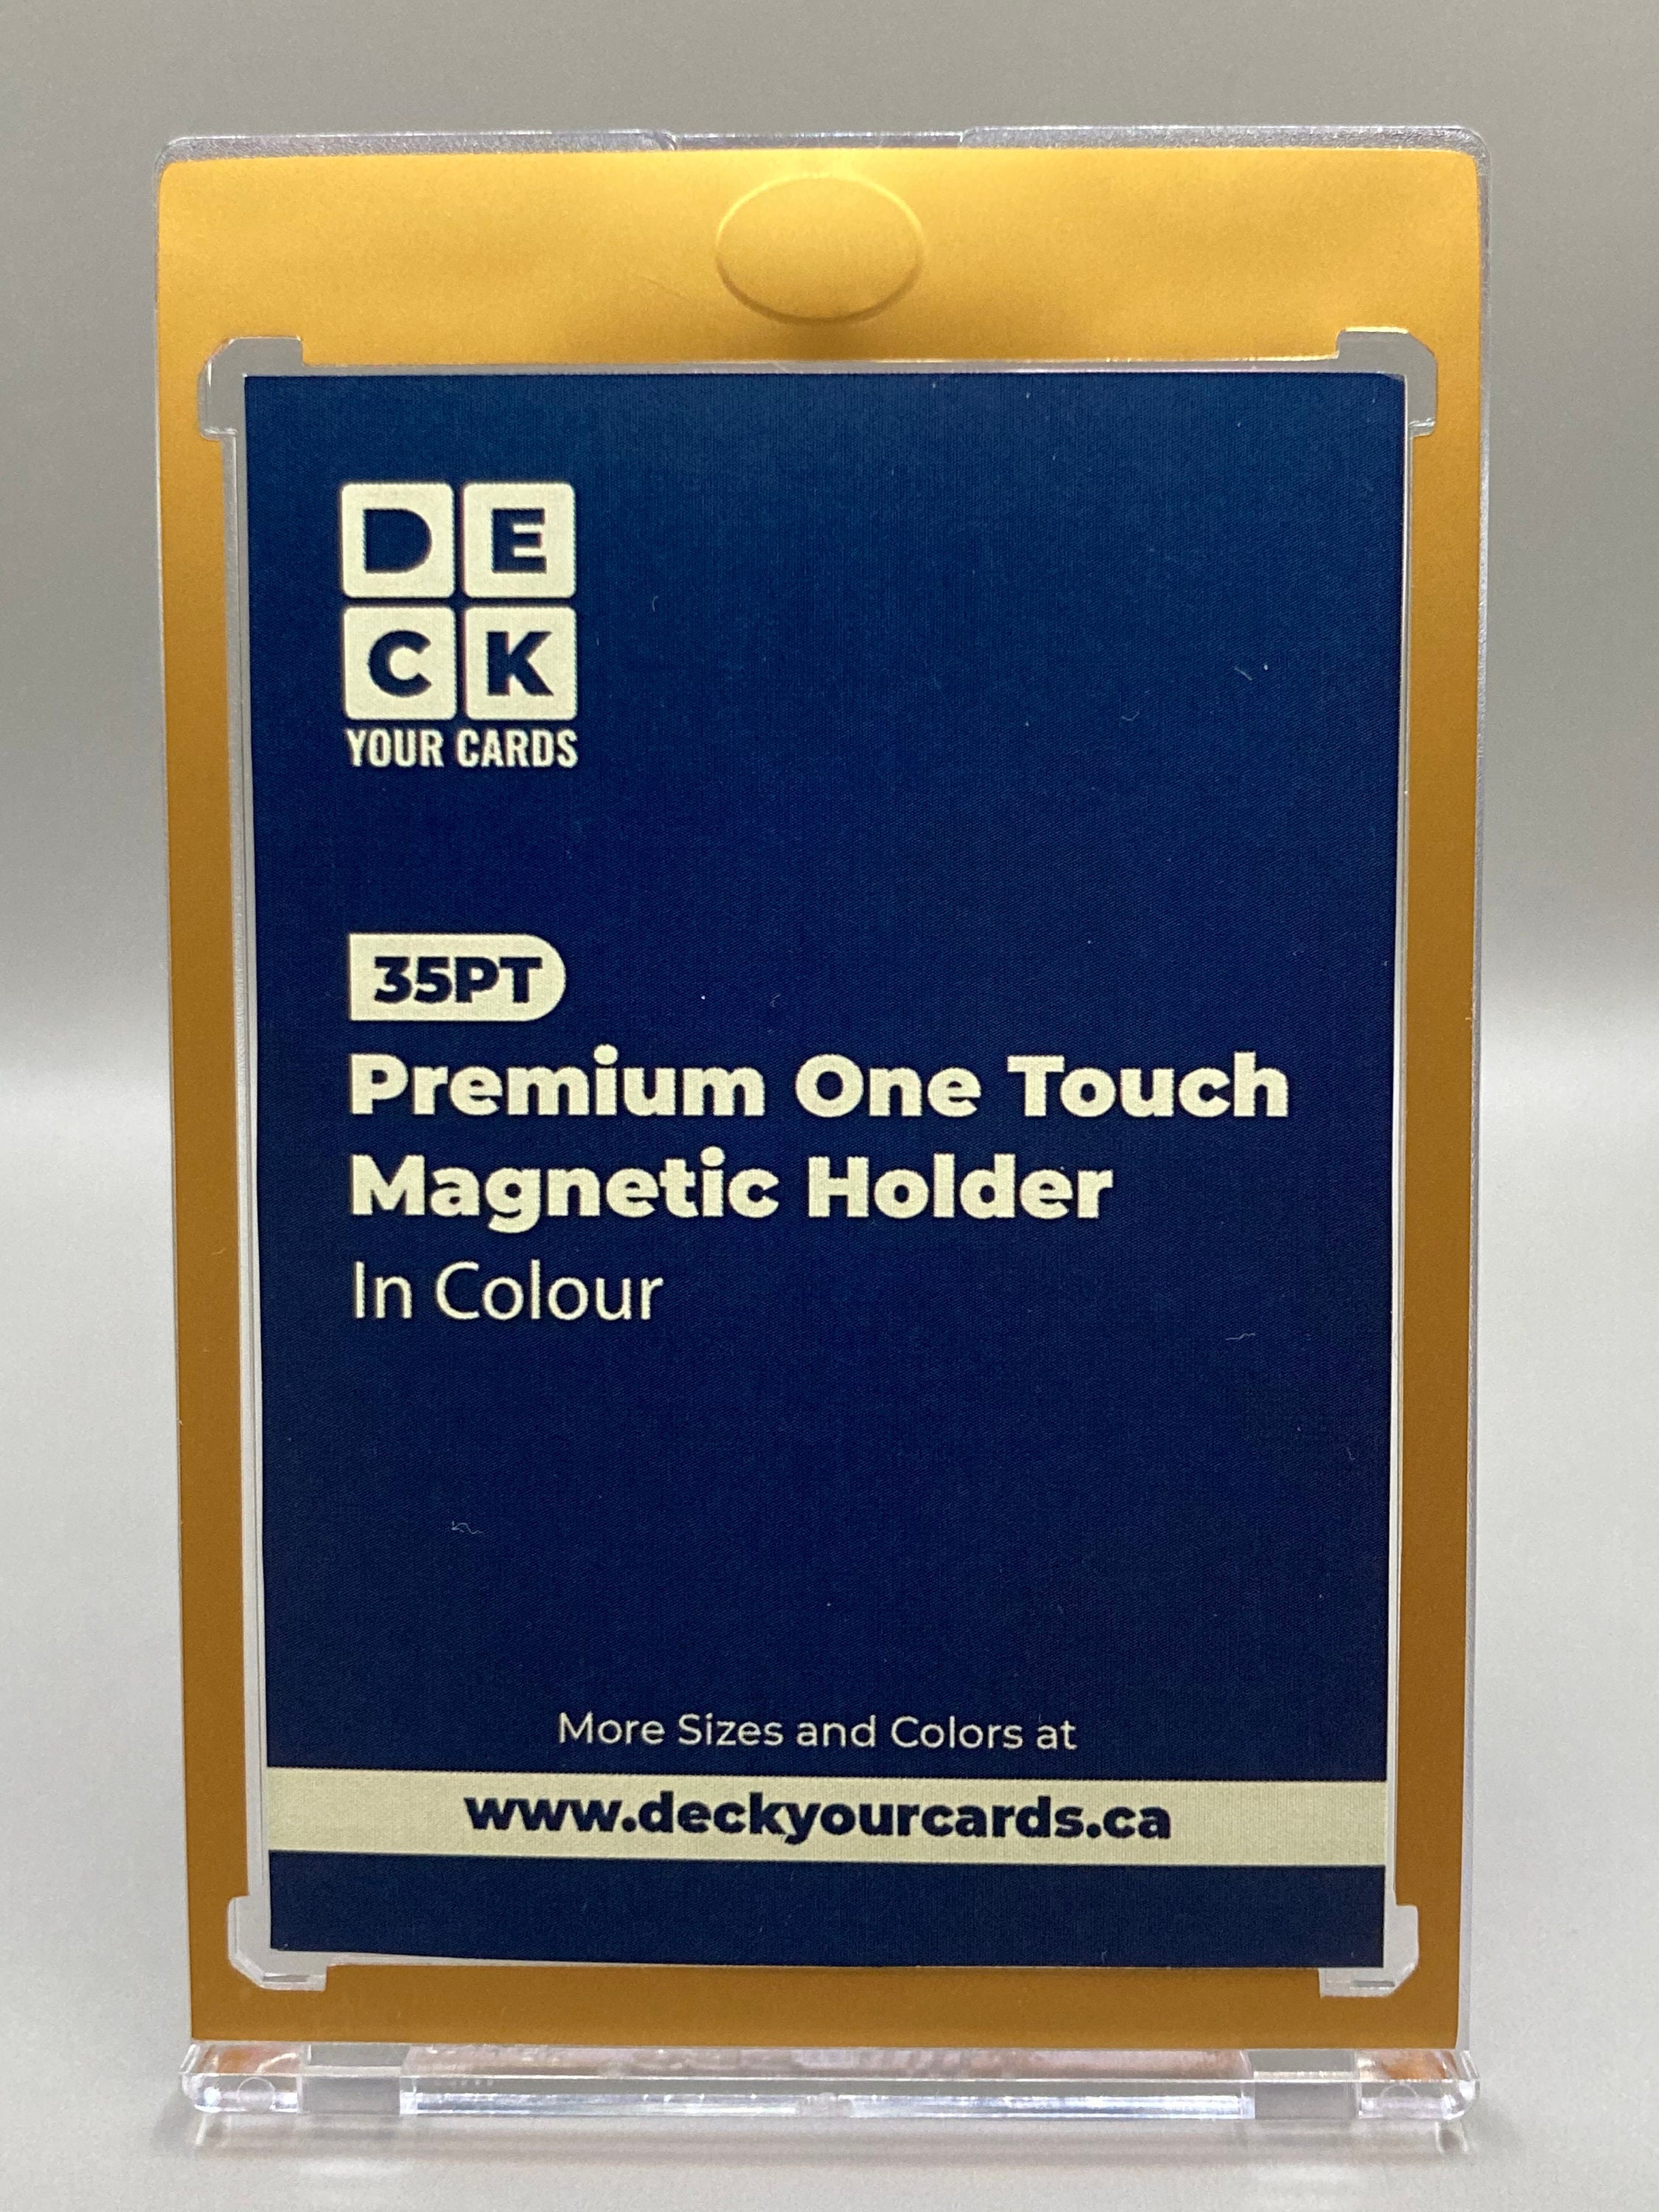 DE
CK
YOUR CARDS
35PT
Premium One Touch
Magnetic Holder
In Colour
More Sizes and Colors at
www.deckyourcards.ca